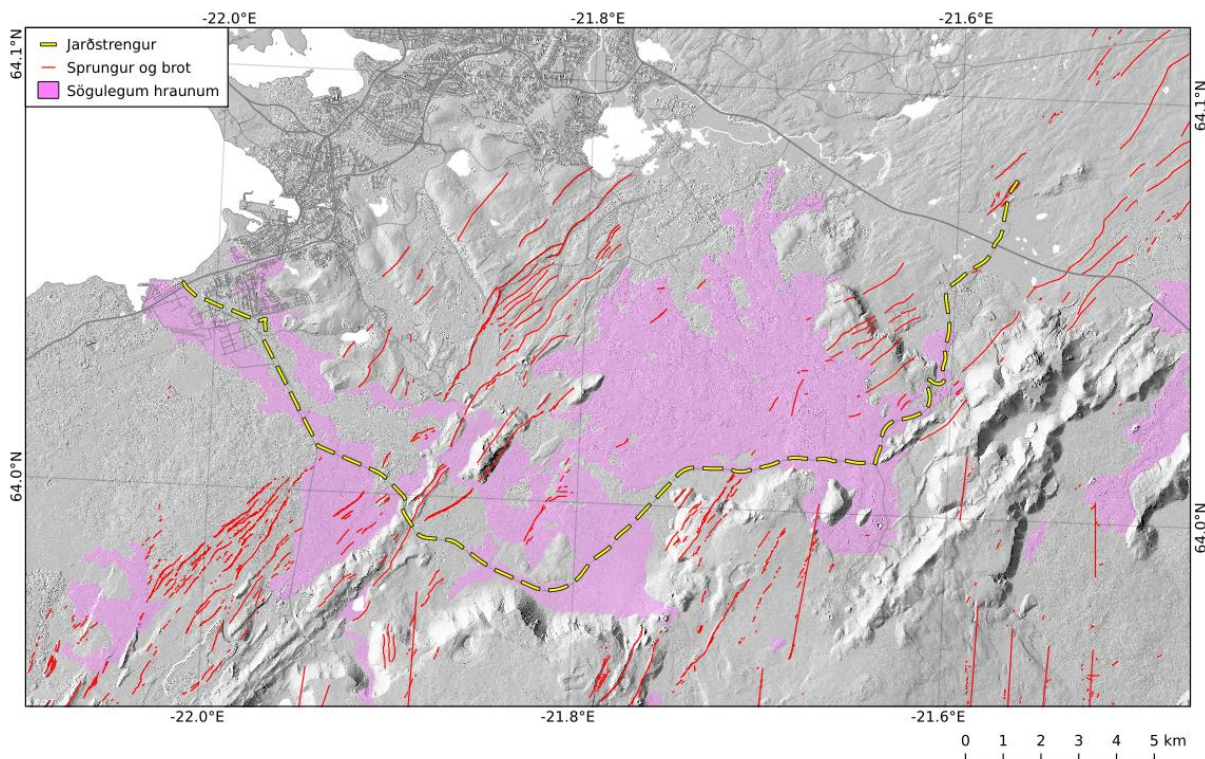 -22.0°E
-21.8°E
-21.6°E
64.1°N
64.1°N
Jarðstrengur
Sprungur og brot
Sögulegum hraunum
64.0°N
64.0°N
-22.0°E
-21.8°E
-21.6°E
0 1 2 3 4 5 km